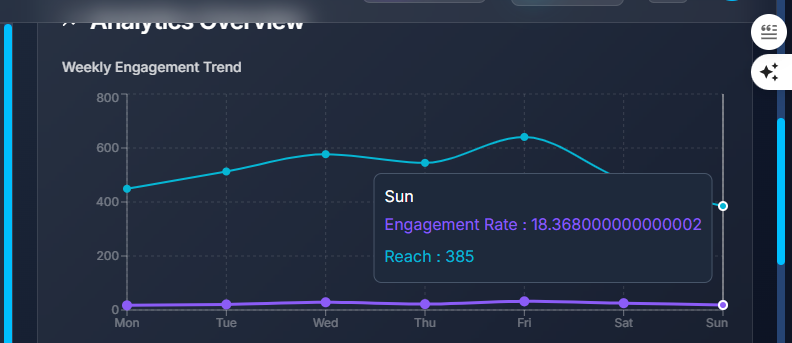 Analytics Overview
Weekly Engagement Trend
800
600
400
200
0
Mon Tue Wed Thu Fri Sat Sun
Sun
Engagement Rate : 18.368000000000002
Reach : 385